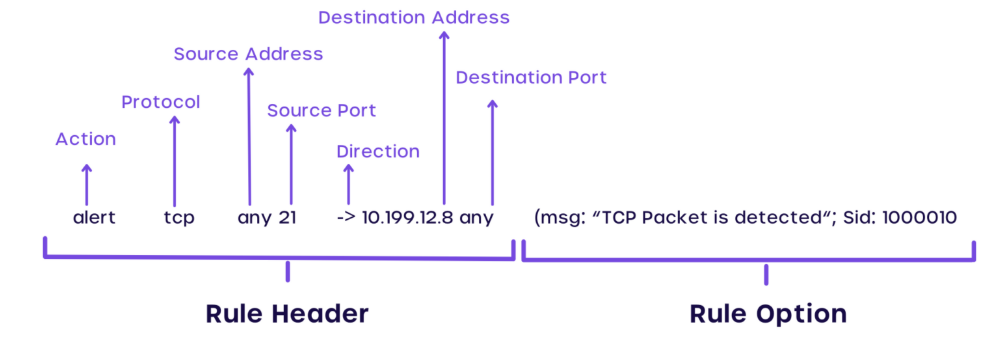 Destination Address
Source Address
Destination Port
Protocol
Source Port
Action
Direction
alert tcp any 21 -> 10.199.12.8 any (msg: “TCP Packet is detected”; Sid: 1000010
Rule Header
Rule Option